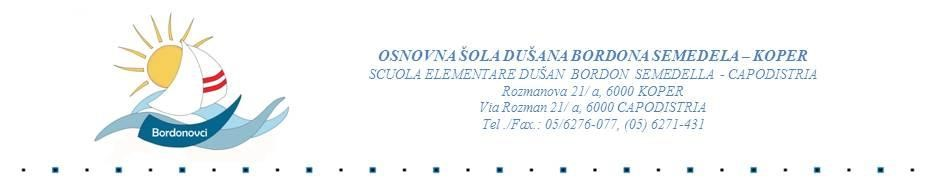 Bordonovci
OSNOVNA ŠOLA DUŠANA BORDONA SEMEDELA – KOPER
SCUOLA ELEMENTARE DUŠAN BORDON SEMEDELLA - CAPODISTRIA
Rozmanova 21/ a, 6000 KOPER
Via Rozman 21/ a, 6000 CAPODISTRIA
Tel ./Fax.: 05/6276-077, (05) 6271-431